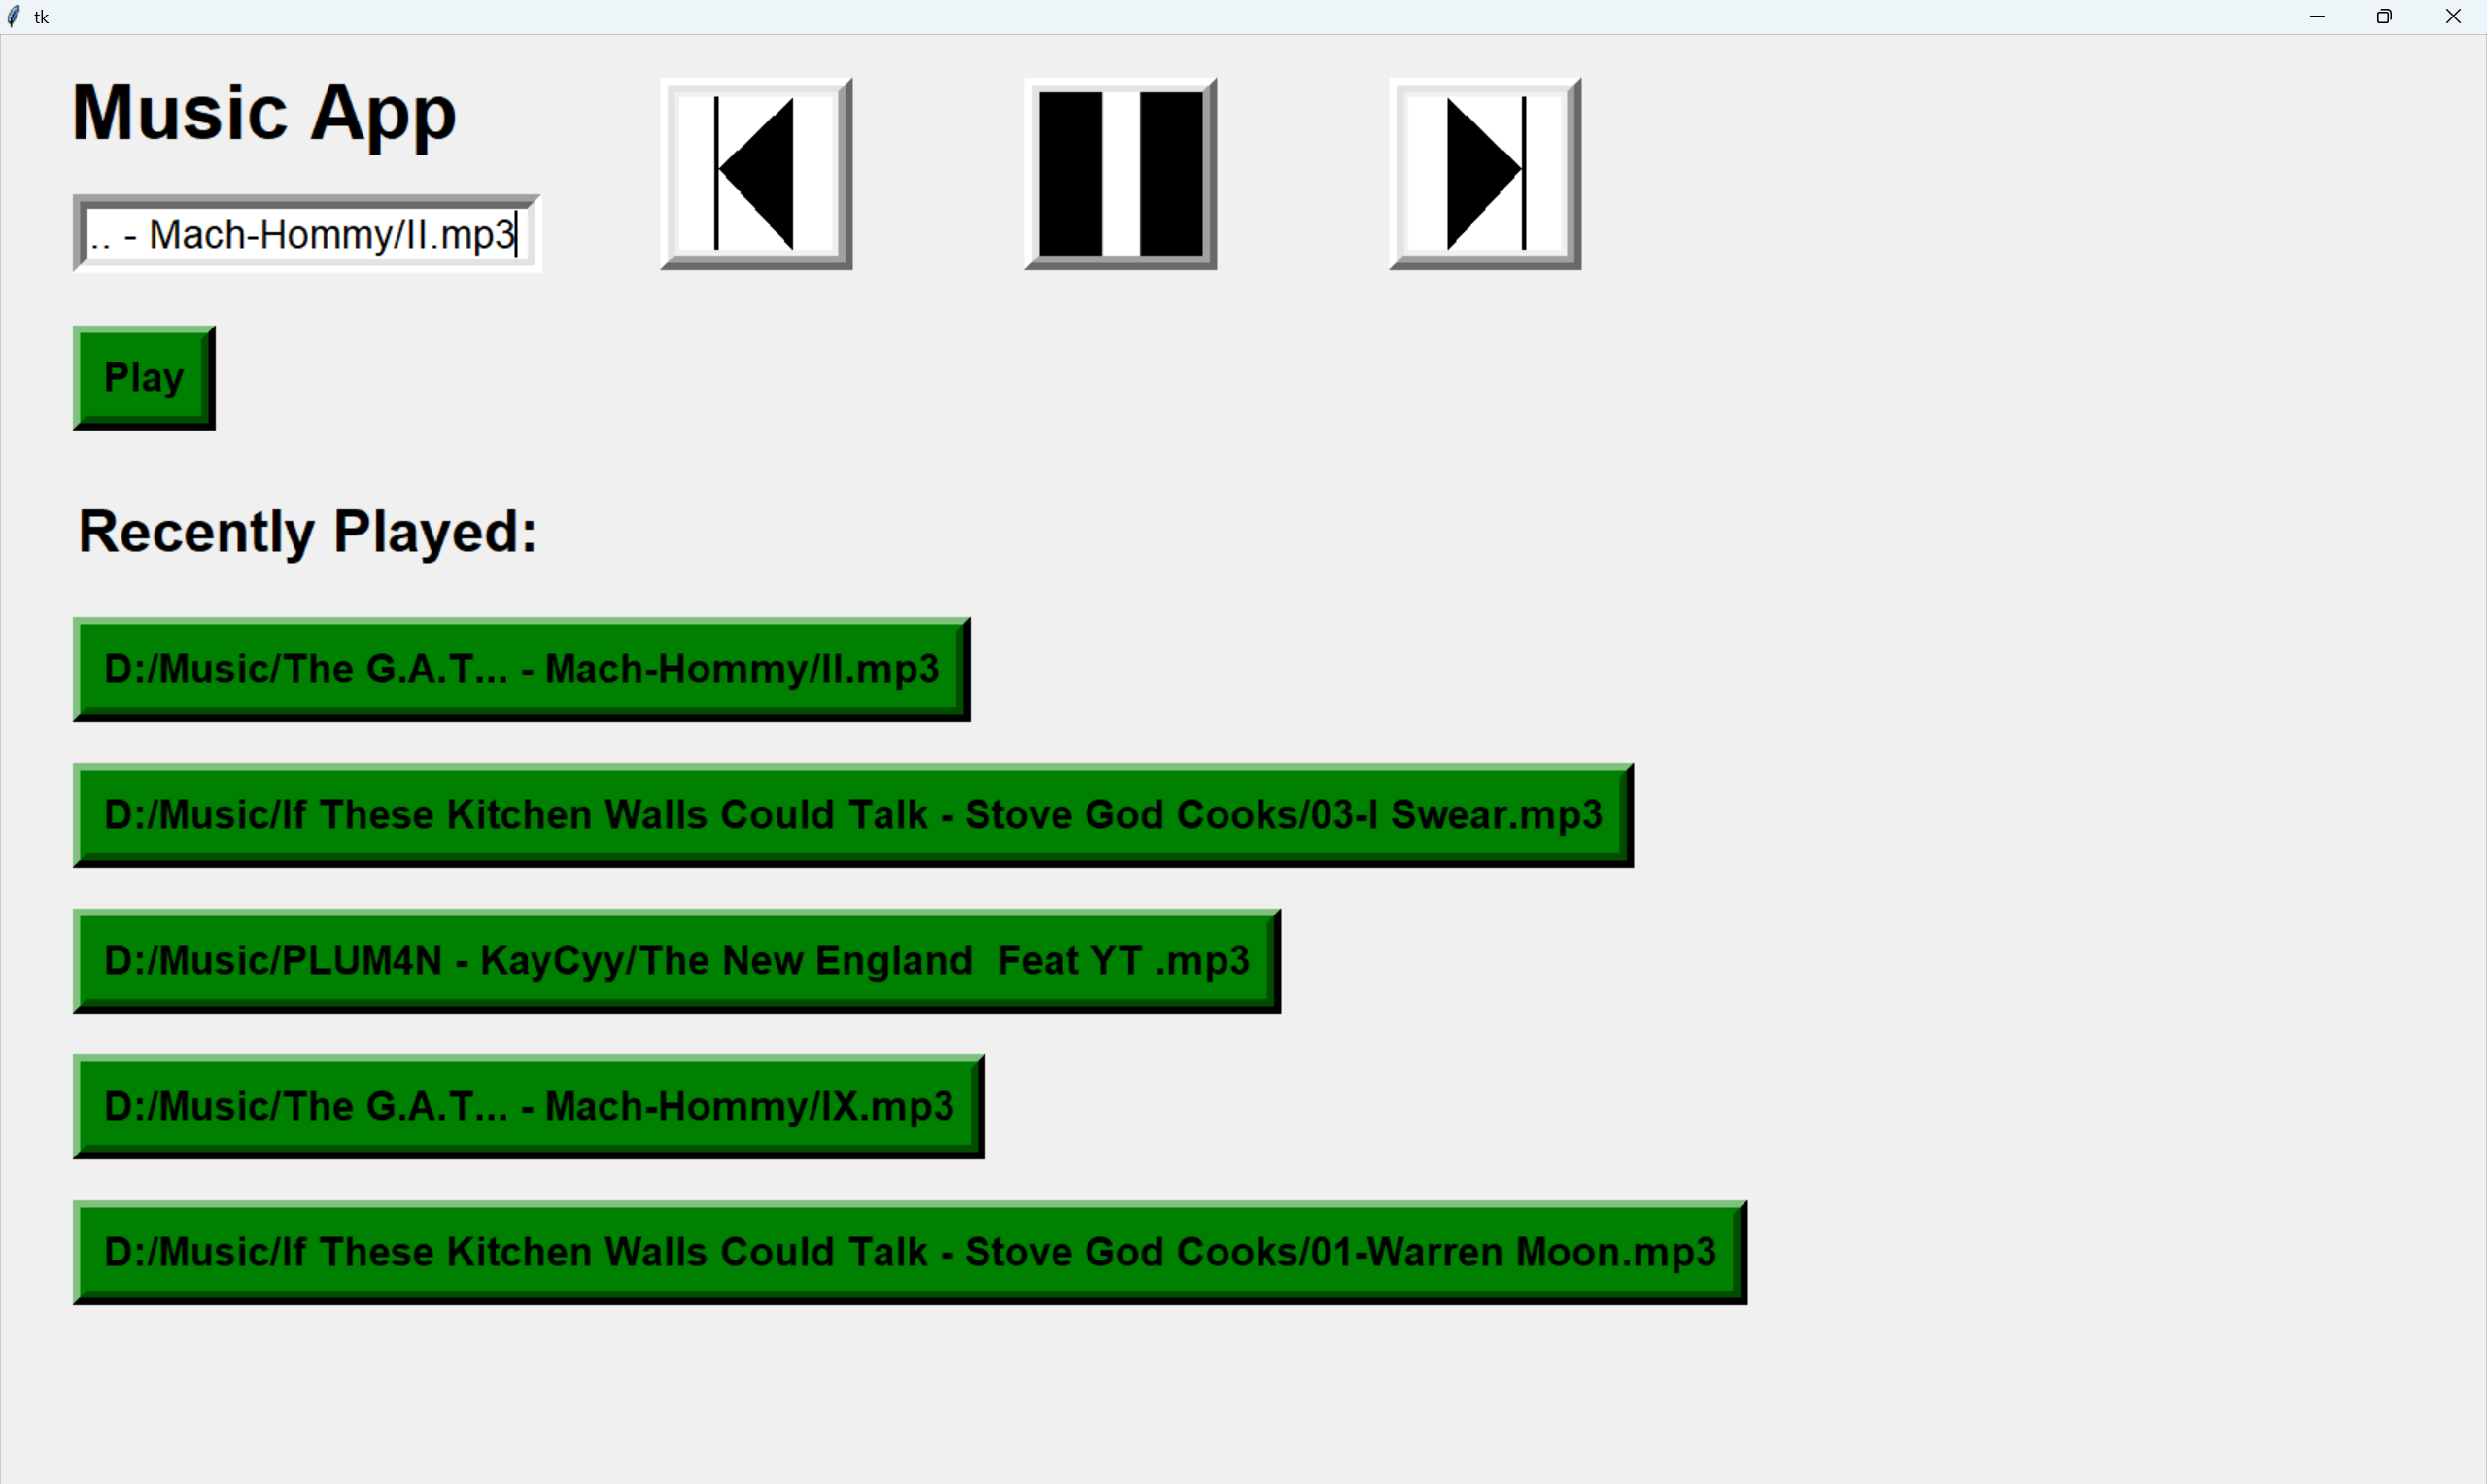 tk
Music App
.. - Mach-Hommy/II.mp3
Play
Recently Played:
D:/Music/The G.A.T... - Mach-Hommy/II.mp3
D:/Music/If These Kitchen Walls Could Talk - Stove God Cooks/03-I Swear.mp3
D:/Music/PLUM4N - KayCyy/The New England  Feat YT .mp3
D:/Music/The G.A.T... - Mach-Hommy/IX.mp3
D:/Music/If These Kitchen Walls Could Talk - Stove God Cooks/01-Warren Moon.mp3